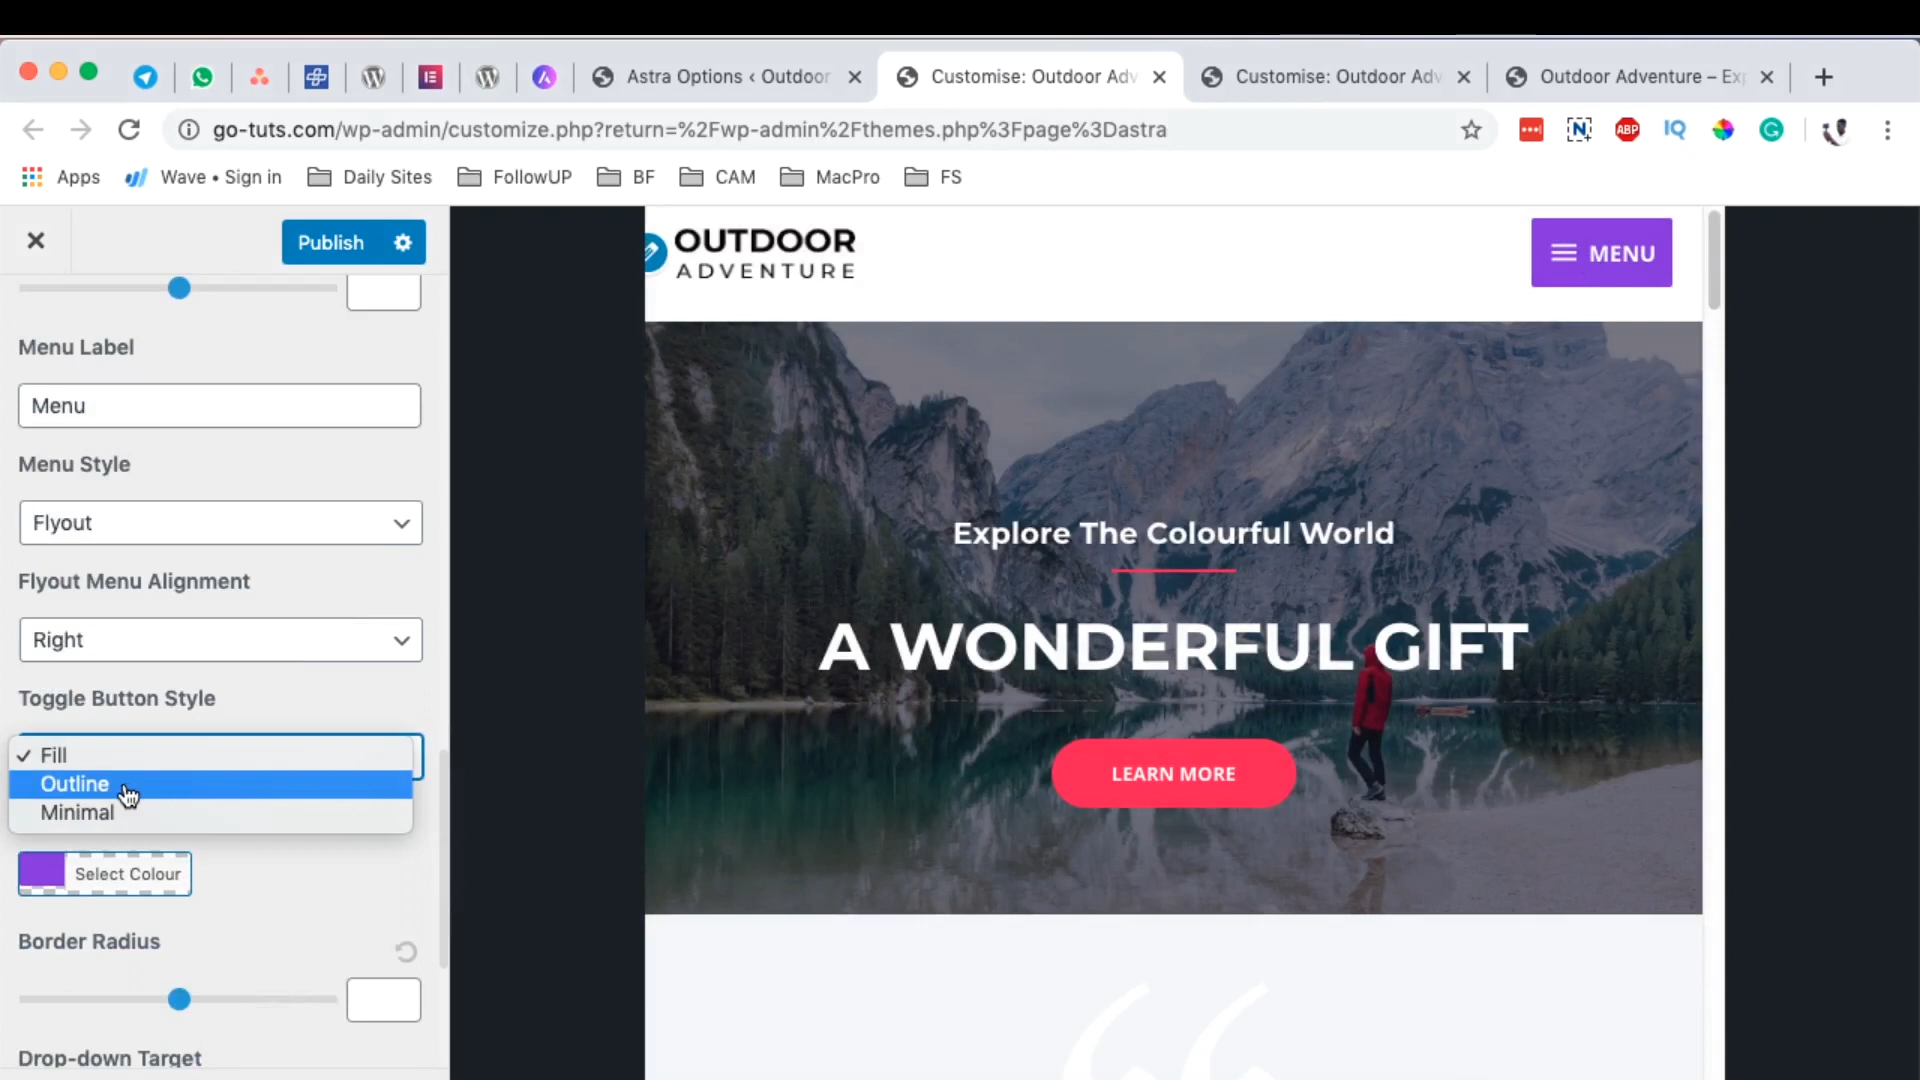 Astra Options ‹ Outdoor
Customise: Outdoor Adv
Customise: Outdoor Adv
Outdoor Adventure – Ex
go-tuts.com/wp-admin/customize.php?return=%2Fwp-admin%2Fthemes.php%3Fpage%3Dastra
ABP
IQ
Apps
Wave • Sign in
Daily Sites
FollowUP
BF
CAM
MacPro
FS
Publish
Menu Label
Menu
Menu Style
Flyout
Flyout Menu Alignment
Right
Toggle Button Style
Fill
Outline
Minimal
Select Colour
Border Radius
Drop-down Target
OUTDOOR
ADVENTURE
MENU
Explore The Colourful World
A WONDERFUL GIFT
LEARN MORE
“